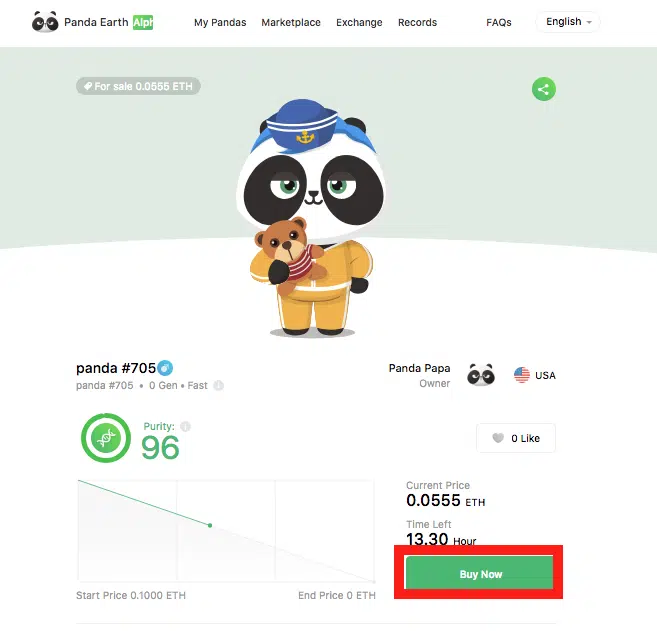 Panda Earth Alph My Pandas Marketplace Exchange Records FAQs English
For sale 0.0555 ETH
panda #705
panda #705 • 0 Gen • Fast
Panda Papa
Owner
USA
Purity:
96
0 Like
Current Price
0.0555 ETH
Time Left
13.30 Hour
Buy Now
Start Price 0.1000 ETH End Price 0 ETH